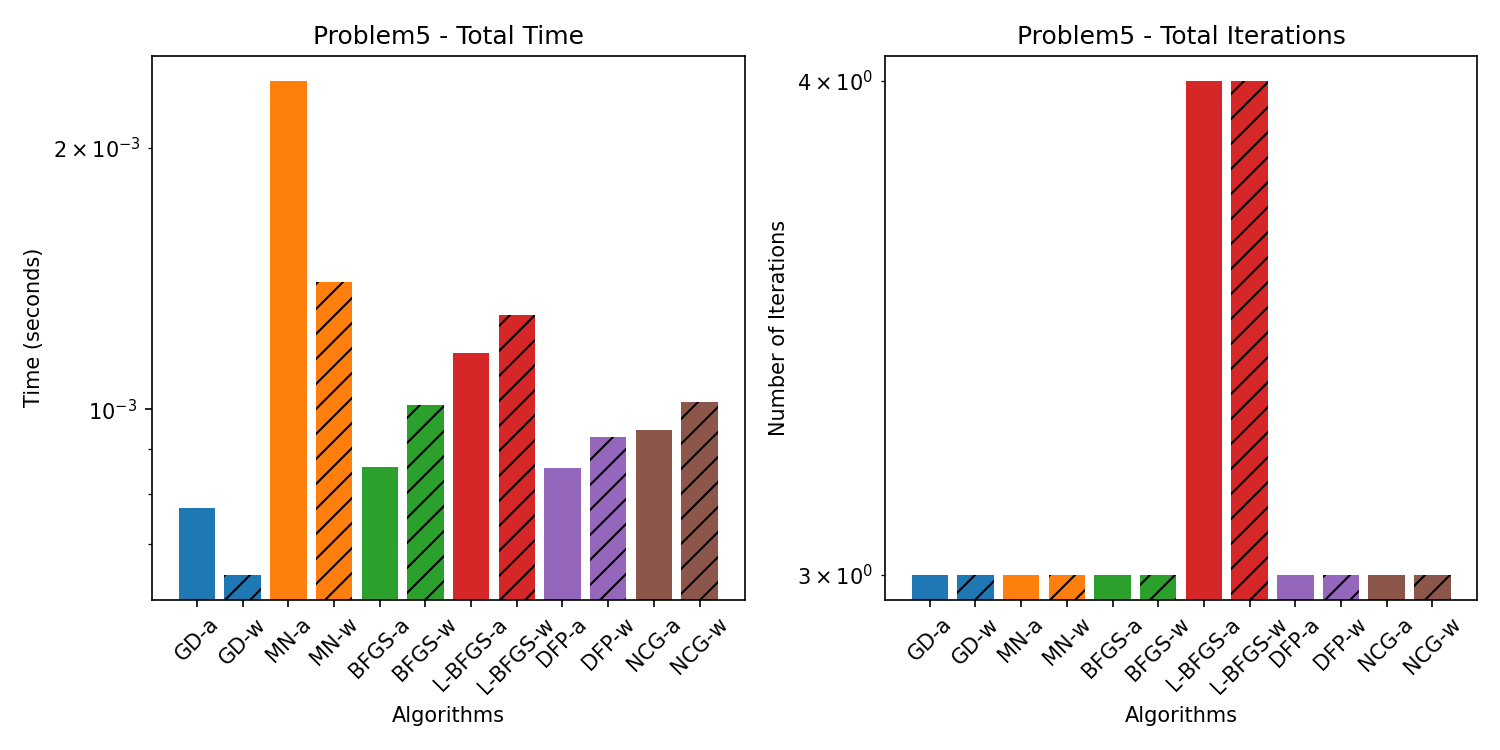 Problem5 - Total Time
Time (seconds)
2 × 10⁻³
10⁻³
GD-a
GD-w
MN-a
MN-w
BFGS-a
BFGS-w
L-BFGS-a
L-BFGS-w
DFP-a
DFP-w
NCG-a
NCG-w
Algorithms
Problem5 - Total Iterations
Number of Iterations
4 × 10⁰
3 × 10⁰
GD-a
GD-w
MN-a
MN-w
BFGS-a
BFGS-w
L-BFGS-a
L-BFGS-w
DFP-a
DFP-w
NCG-a
NCG-w
Algorithms